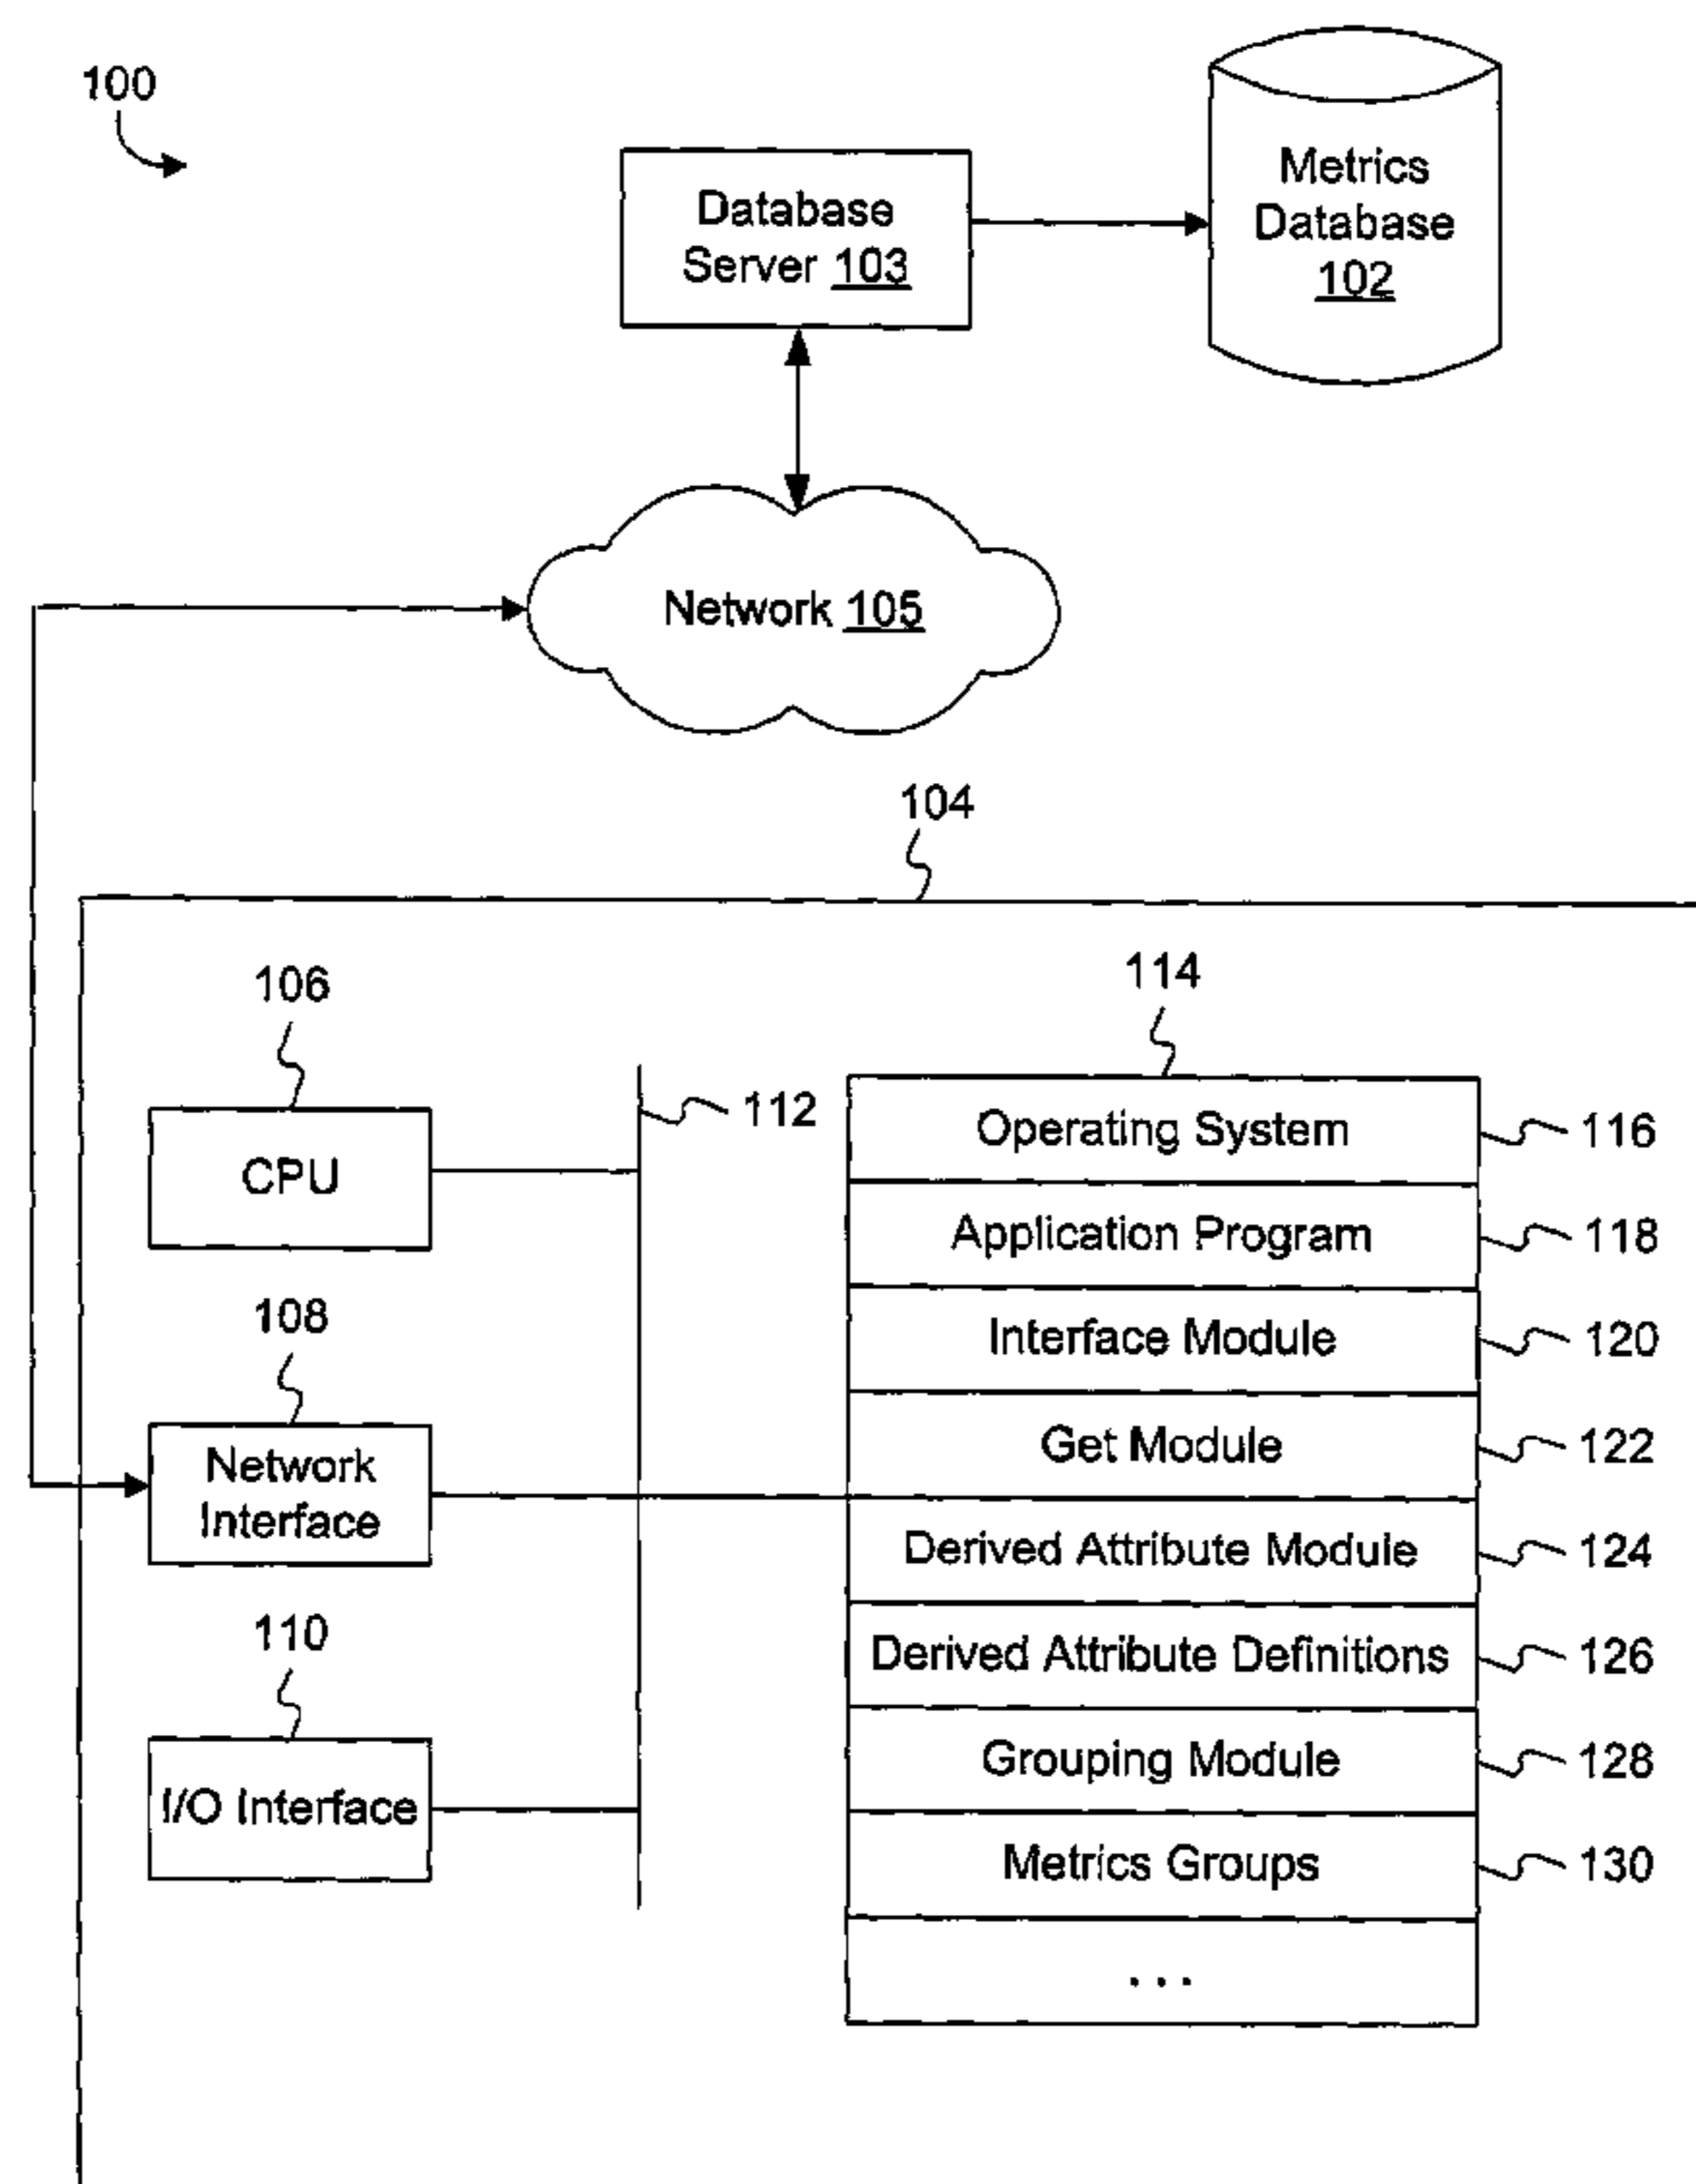 100
Metrics
Database
102
Database
Server 103
Network 105
104
106
114
CPU
112
Operating System
116
Application Program
118
108
Interface Module
120
Network
Interface
Get Module
122
Derived Attribute Module
124
110
Derived Attribute Definitions
126
I/O Interface
Grouping Module
128
Metrics Groups
130
...